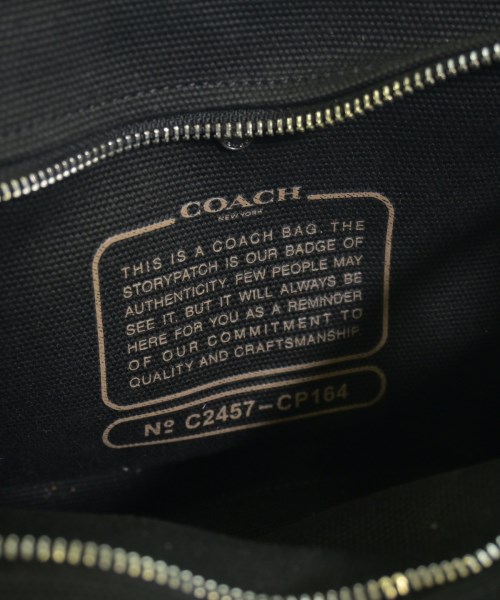 COACH
NEW YORK
THIS IS A COACH BAG. THE
STORYPATCH IS OUR BADGE OF
AUTHENTICITY. FEW PEOPLE MAY
SEE IT. BUT IT WILL ALWAYS BE
HERE FOR YOU AS A REMINDER
OF OUR COMMITMENT TO
QUALITY AND CRAFTSMANSHIP
Nº C2457-CP164